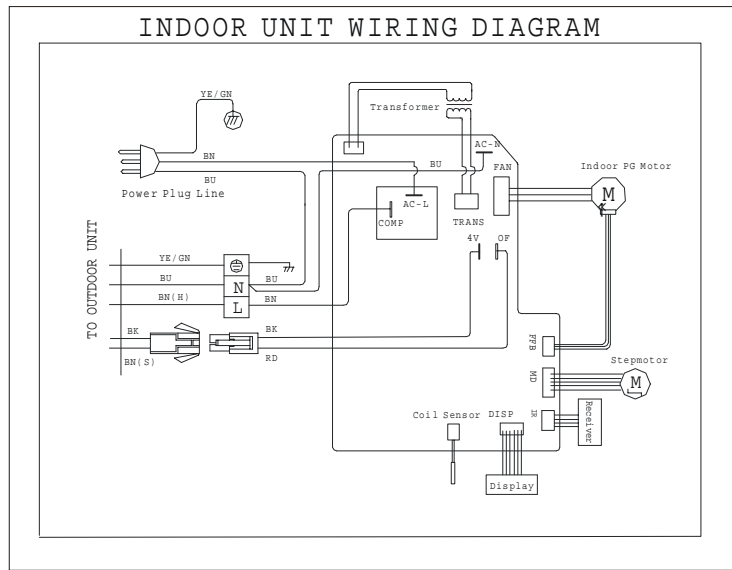 INDOOR UNIT WIRING DIAGRAM
YE/GN
Transformer
AC-N
BN
BU
BU
Power Plug Line
FAN
Indoor PG Motor
M
AC-L
COMP
TRANS
4V
OF
TO OUTDOOR UNIT
YE/GN
BU
N
BU
BN(H)
L
BN
BK
BK
BN(S)
RD
PFB
Stepmotor
MD
M
IR
Receiver
Coil Sensor
DISP
Display